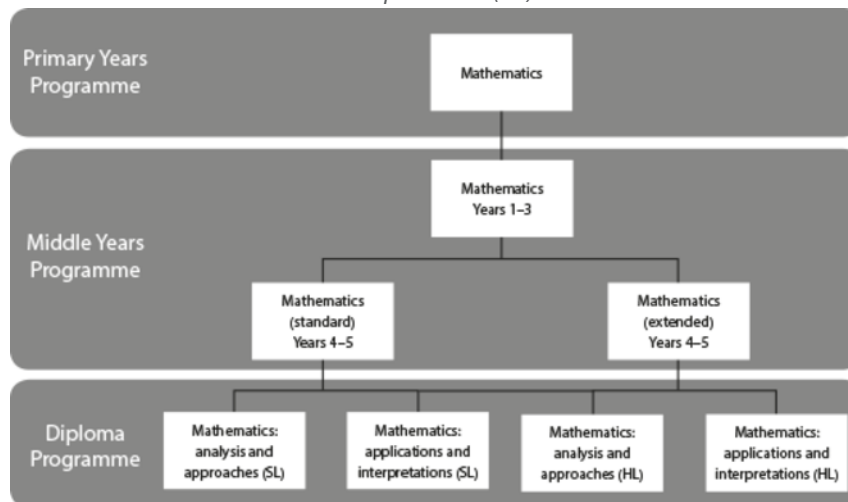 Primary Years
Programme
Mathematics
Mathematics
Years 1–3
Middle Years
Programme
Mathematics
(standard)
Years 4–5
Mathematics
(extended)
Years 4–5
Diploma
Programme
Mathematics:
analysis and
approaches (SL)
Mathematics:
applications and
interpretations (SL)
Mathematics:
analysis and
approaches (HL)
Mathematics:
applications and
interpretations (HL)